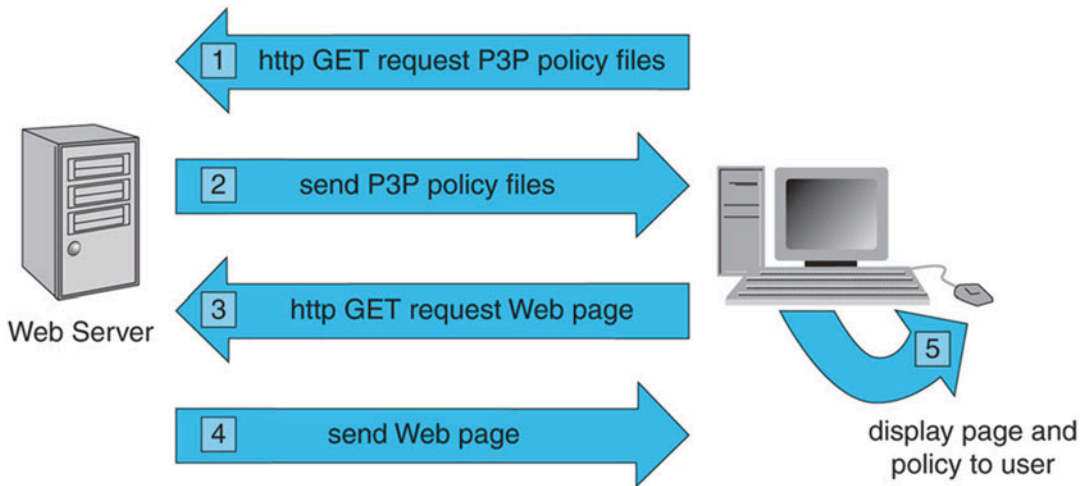 1 http GET request P3P policy files
2 send P3P policy files
Web Server
3 http GET request Web page
5
4 send Web page
display page and
policy to user